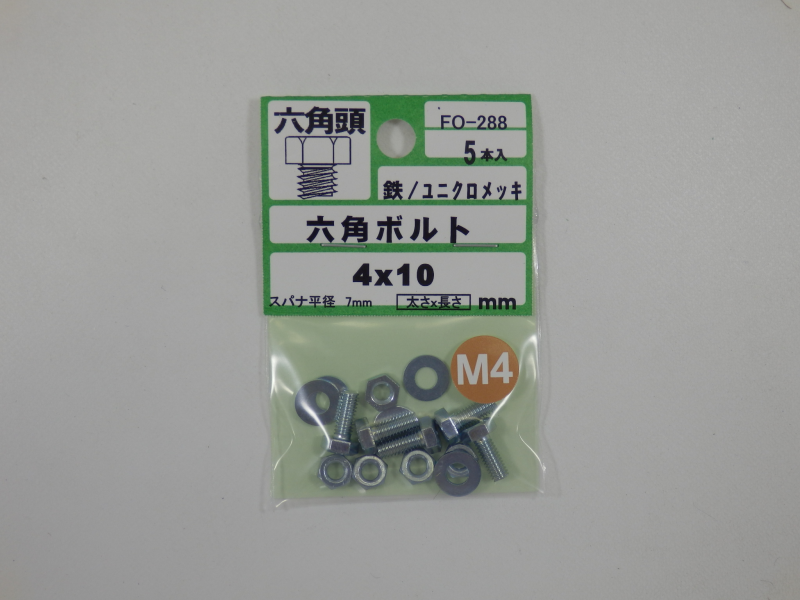 六角頭
FO-288
5本入
鉄/ユニクロメッキ
六角ボルト
4x10
スパナ平径 7mm 太さx長さ mm
M4